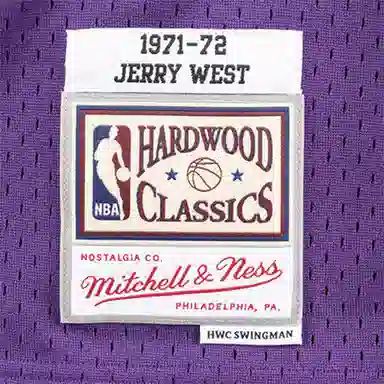 1971-72
JERRY WEST
HARDWOOD
NBA
CLASSICS
NOSTALGIA CO.
Mitchell & Ness
PHILADELPHIA, PA.
HWC SWINGMAN